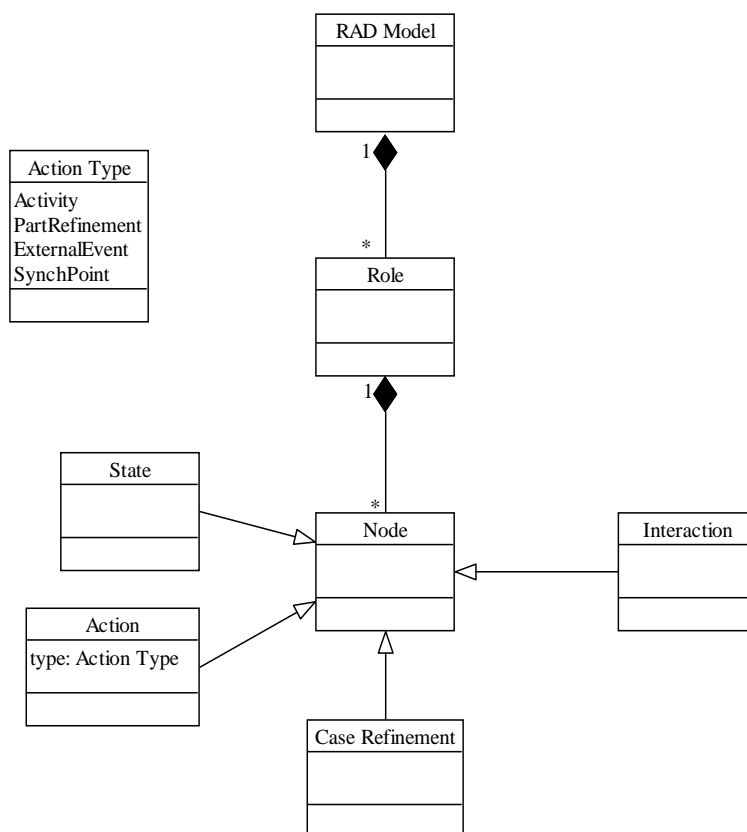 RAD Model
1
*
Action Type
Activity
PartRefinement
ExternalEvent
SynchPoint
Role
1
*
State
Node
Interaction
Action
type: Action Type
Case Refinement